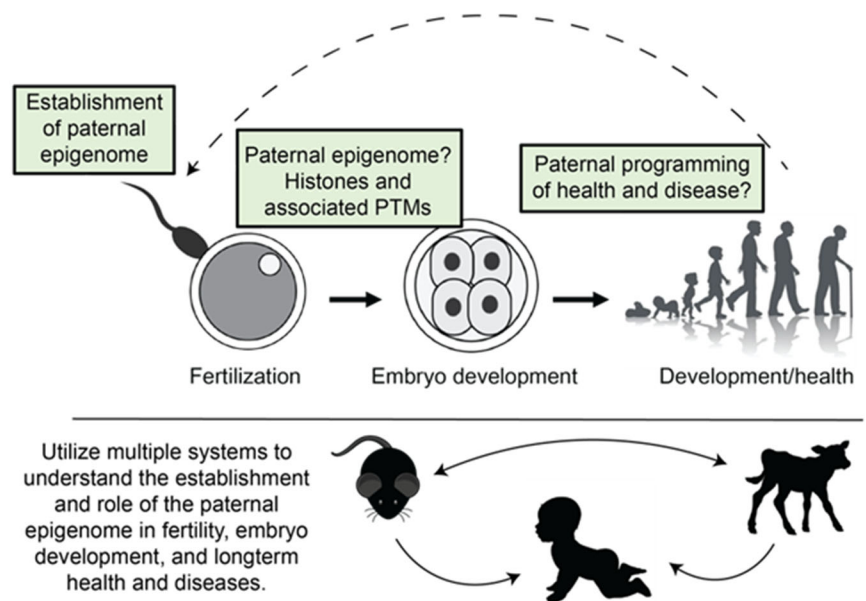 Establishment
of paternal
epigenome
Paternal epigenome?
Histones and
associated PTMs
Paternal programming
of health and disease?
Fertilization
Embryo development
Development/health
Utilize multiple systems to
understand the establishment
and role of the paternal
epigenome in fertility, embryo
development, and longterm
health and diseases.